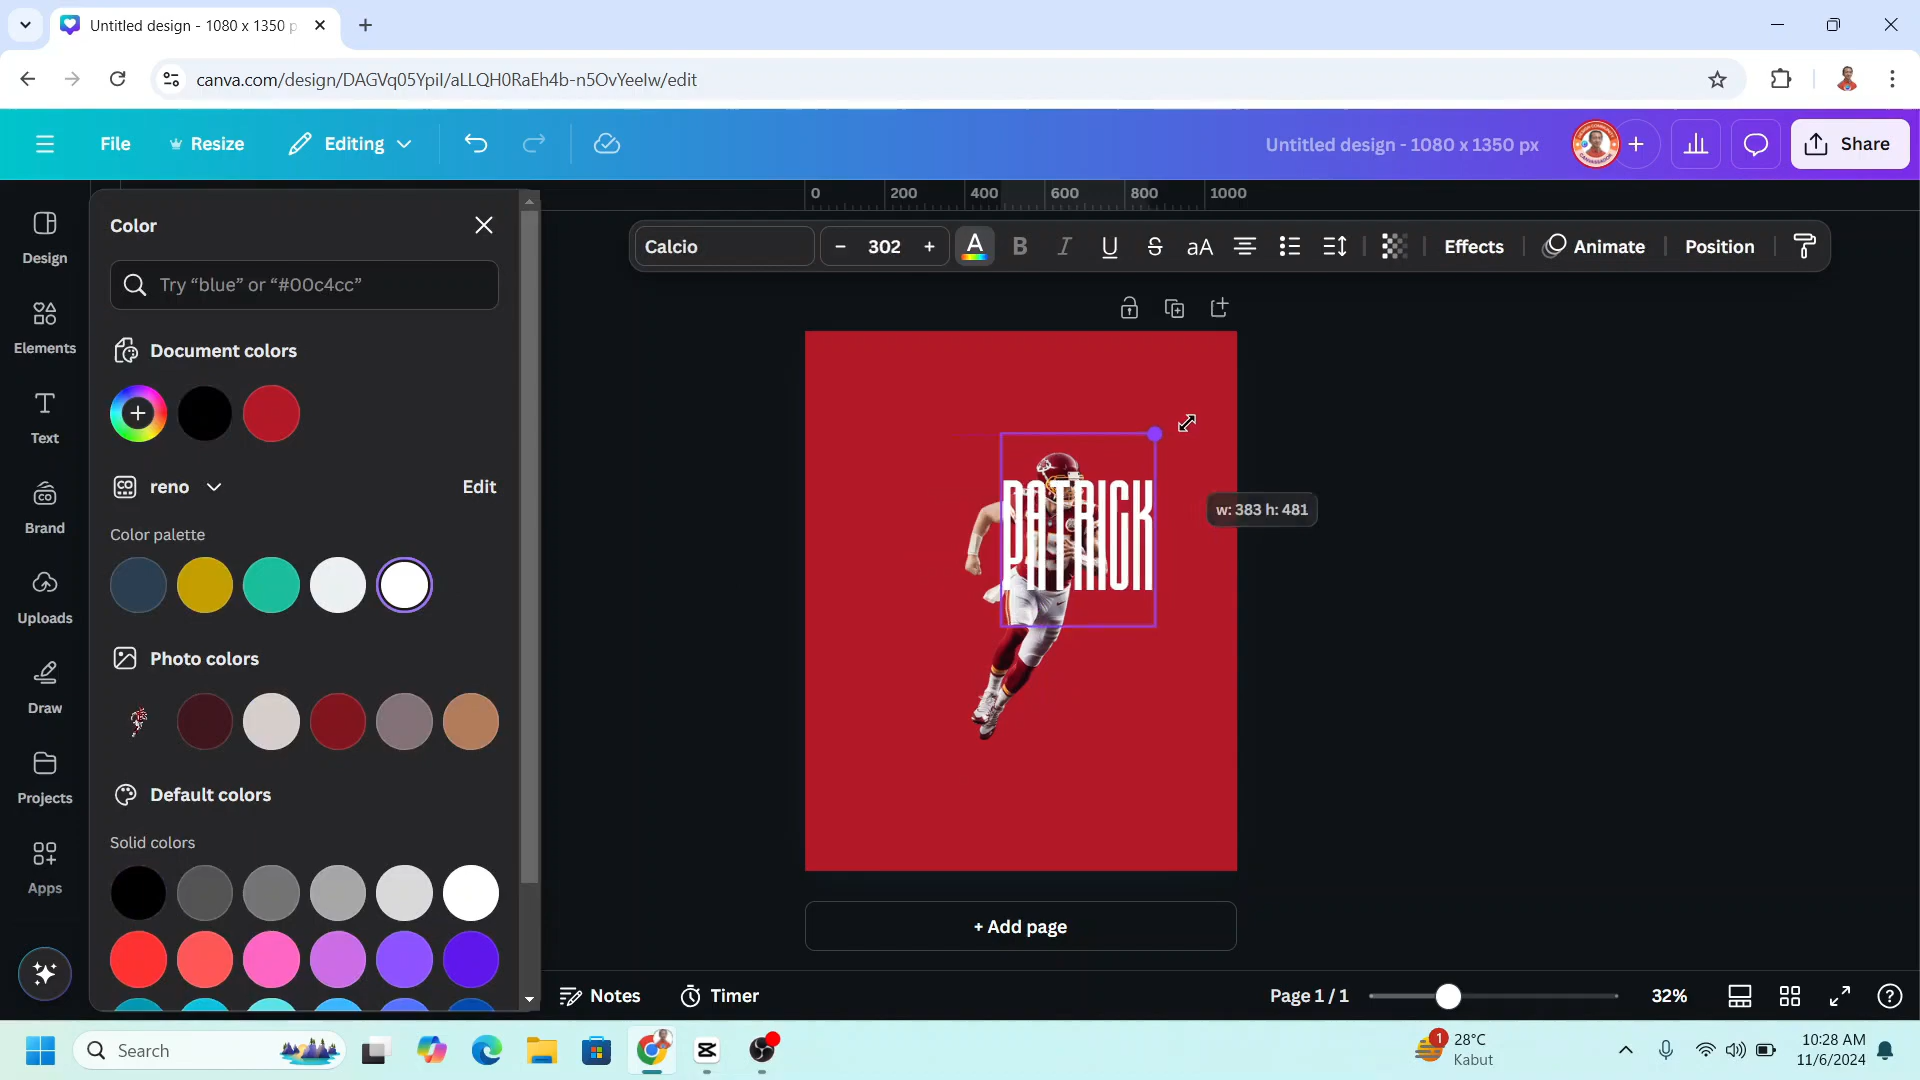 Untitled design - 1080 x 1350 p
canva.com/design/DAGVq05YpiI/aLLQH0RaEh4b-n5OvYeeIw/edit
File
Resize
Editing
Untitled design - 1080 x 1350 px
Share
0 200 400 600 800 1000
Design
Elements
Text
Brand
Uploads
Draw
Projects
Apps
Color
Try “blue” or “#00c4cc”
Document colors
reno
Edit
Color palette
Photo colors
Default colors
Solid colors
Calcio
– 302 +
A B I U S aA
Effects
Animate
Position
PATRICK
w: 383 h: 481
+ Add page
Notes
Timer
Page 1 / 1
32%
Search
1
28°C
Kabut
10:28 AM
11/6/2024